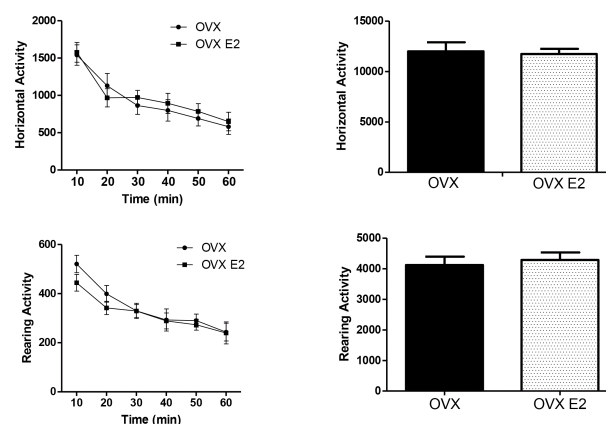 2000
1500
1000
500
0
Horizontal Activity
OVX
OVX E2
10 20 30 40 50 60
Time (min)
15000
10000
5000
0
Horizontal Activity
OVX
OVX E2
600
400
200
0
Rearing Activity
OVX
OVX E2
10 20 30 40 50 60
Time (min)
5000
4000
3000
2000
1000
0
Rearing Activity
OVX
OVX E2